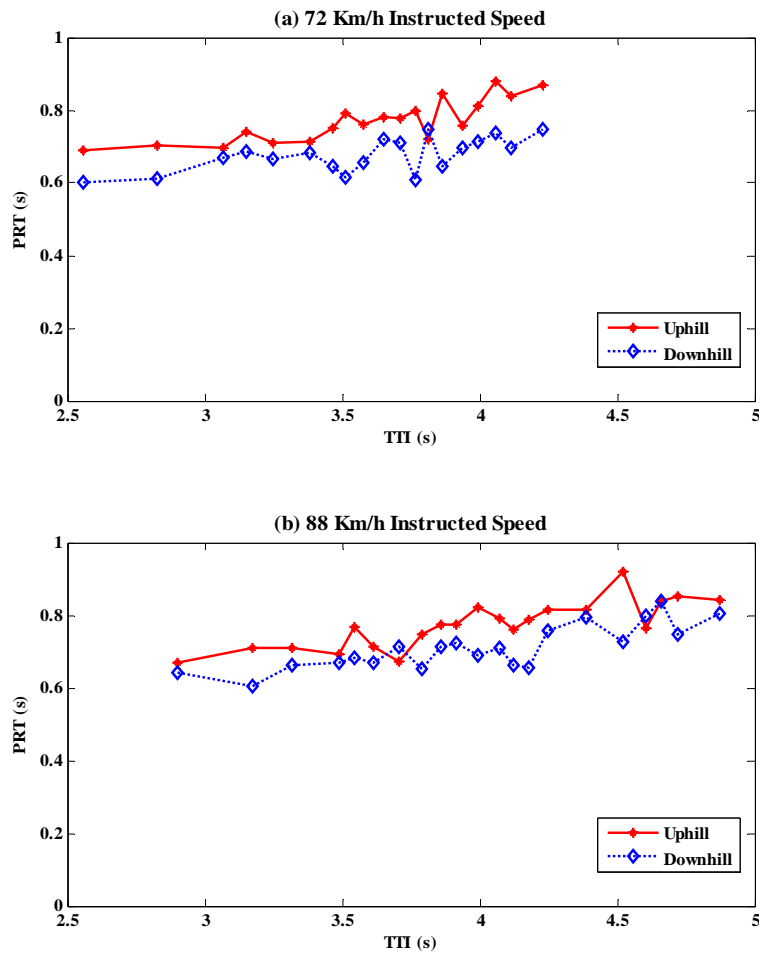 (a) 72 Km/h Instructed Speed
1
0.8
0.6
0.4
0.2
0
PRT (s)
Uphill
Downhill
2.5 3 3.5 4 4.5 5
TTI (s)
(b) 88 Km/h Instructed Speed
1
0.8
0.6
0.4
0.2
0
PRT (s)
Uphill
Downhill
2.5 3 3.5 4 4.5 5
TTI (s)